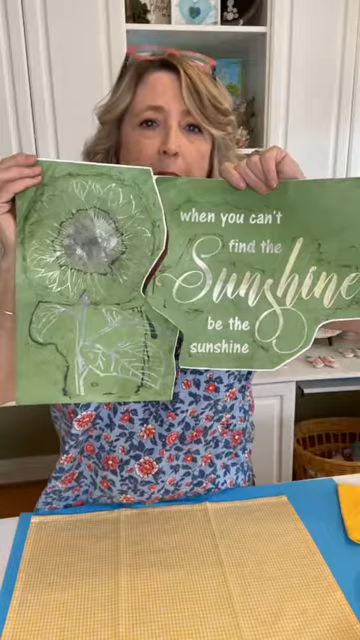 when you can't
find the
Sunshine
be the
sunshine